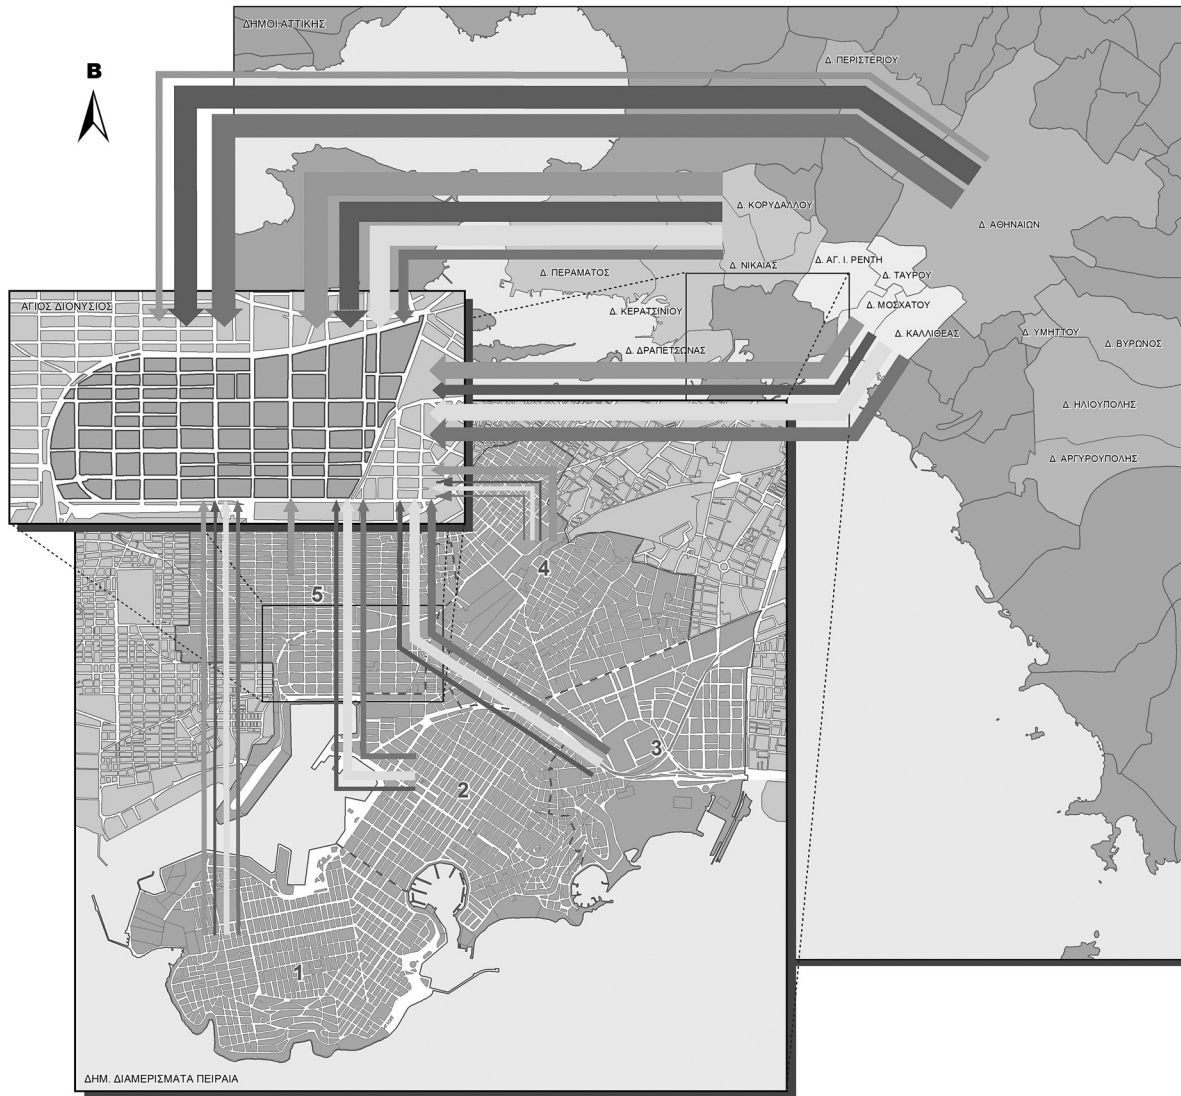 ΔΗΜΟΙ ΑΤΤΙΚΗΣ
Δ. ΠΕΡΙΣΤΕΡΙΟΥ
Β
Δ. ΚΟΡΥΔΑΛΛΟΥ
Δ. ΑΘΗΝΑΙΩΝ
Δ. ΑΓ. Ι. ΡΕΝΤΗ
Δ. ΝΙΚΑΙΑΣ
Δ. ΠΕΡΑΜΑΤΟΣ
Δ. ΤΑΥΡΟΥ
ΑΓΙΟΣ ΔΙΟΝΥΣΙΟΣ
Δ. ΜΟΣΧΑΤΟΥ
Δ. ΚΕΡΑΤΣΙΝΙΟΥ
Δ. ΚΑΛΛΙΘΕΑΣ
Δ. ΥΜΗΤΤΟΥ
Δ. ΒΥΡΩΝΟΣ
Δ. ΔΡΑΠΕΤΣΩΝΑΣ
Δ. ΗΛΙΟΥΠΟΛΗΣ
Δ. ΑΡΓΥΡΟΥΠΟΛΗΣ
4
5
3
2
1
ΔΗΜ. ΔΙΑΜΕΡΙΣΜΑΤΑ ΠΕΙΡΑΙΑ